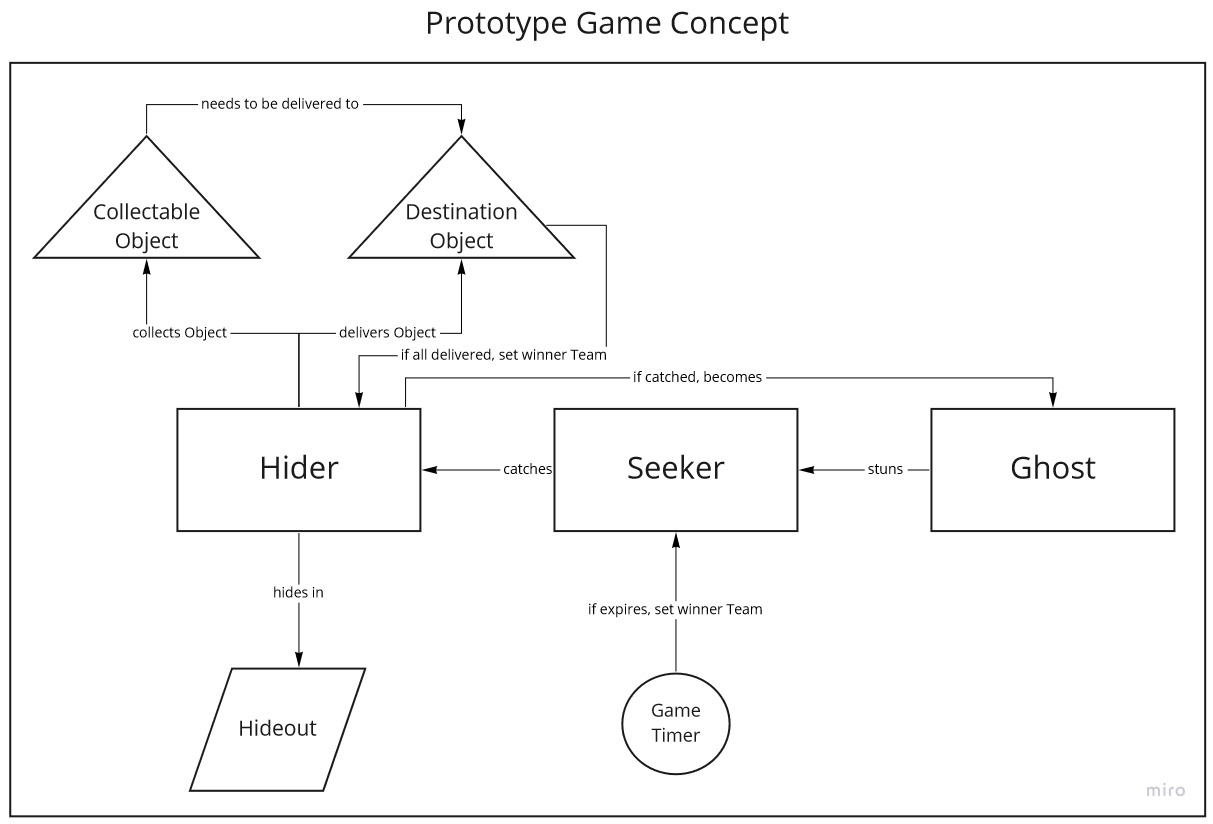 Prototype Game Concept
needs to be delivered to
Collectable
Object
Destination
Object
collects Object
delivers Object
if all delivered, set winner Team
if catched, becomes
Hider
catches
Seeker
stuns
Ghost
hides in
if expires, set winner Team
Hideout
Game
Timer
miro